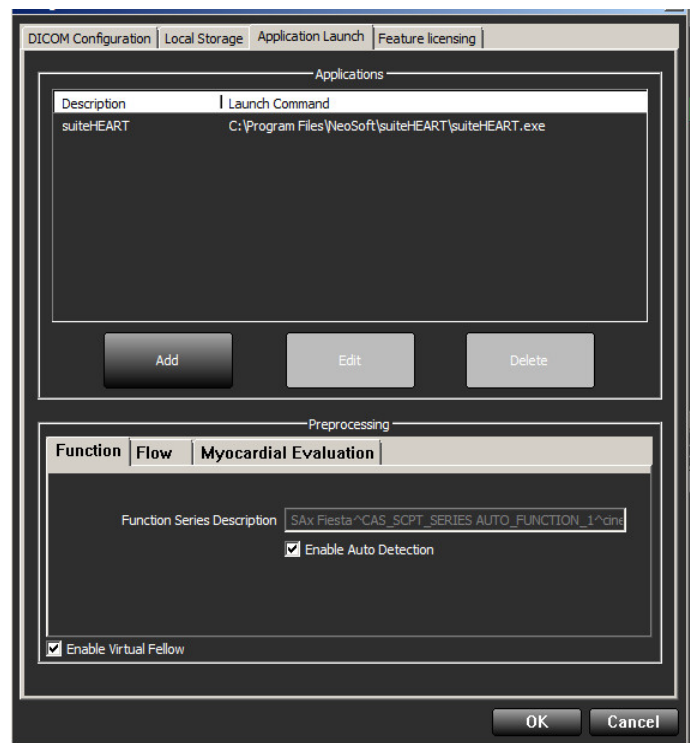 DICOM Configuration Local Storage Application Launch Feature licensing
Applications
Description Launch Command
suiteHEART C:\Program Files\NeoSoft\suiteHEART\suiteHEART.exe
Add Edit Delete
Preprocessing
Function Flow Myocardial Evaluation
Function Series Description SAx Fiesta^CAS_SCPT_SERIES AUTO_FUNCTION_1^cine
Enable Auto Detection
Enable Virtual Fellow
OK Cancel